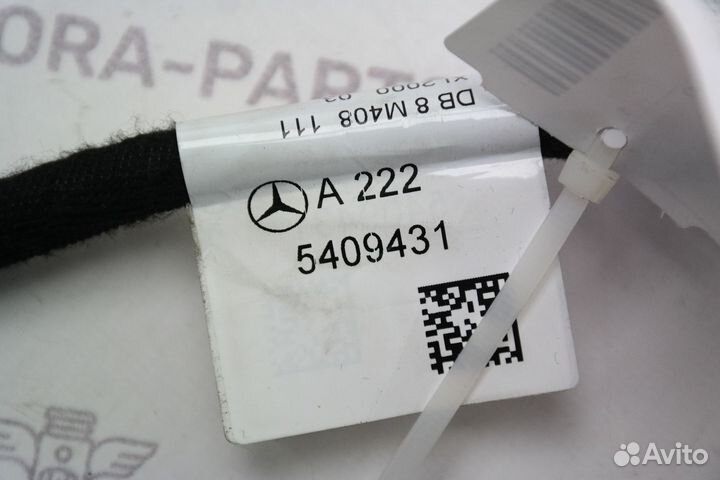 ORA-PART
DB 8 M408 111
A 222
5409431
Avito